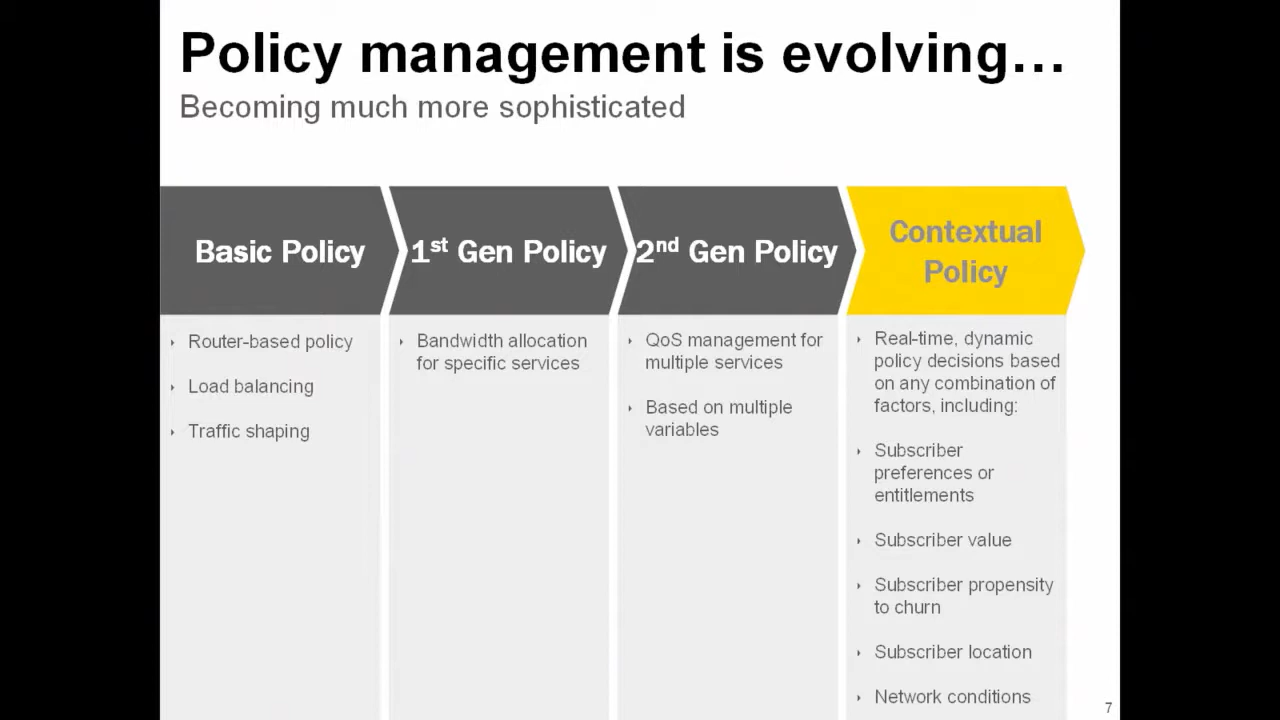 Policy management is evolving…
Becoming much more sophisticated
Basic Policy
1st Gen Policy
2nd Gen Policy
Contextual
Policy
Router-based policy
Load balancing
Traffic shaping
Bandwidth allocation
for specific services
QoS management for
multiple services
Based on multiple
variables
Real-time, dynamic
policy decisions based
on any combination of
factors, including:
Subscriber
preferences or
entitlements
Subscriber value
Subscriber propensity
to churn
Subscriber location
Network conditions
7